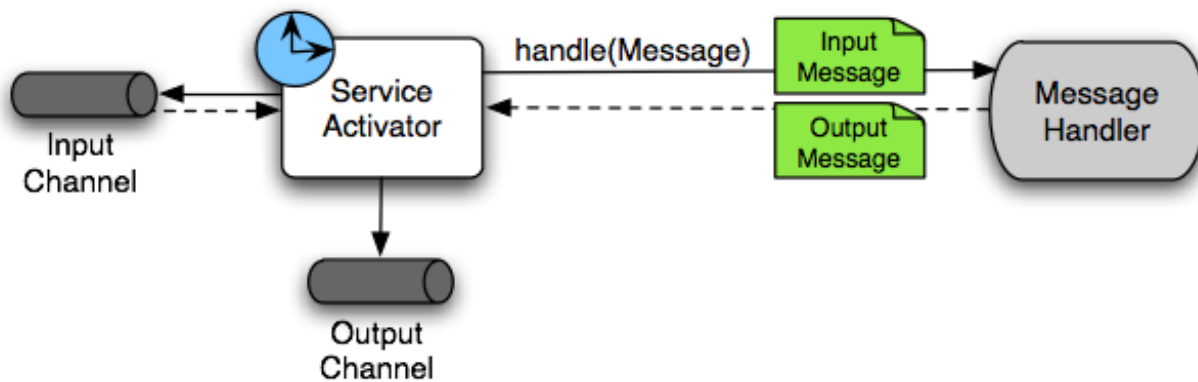 handle(Message)
Input
Message
Service
Activator
Message
Handler
Output
Message
Input
Channel
Output
Channel